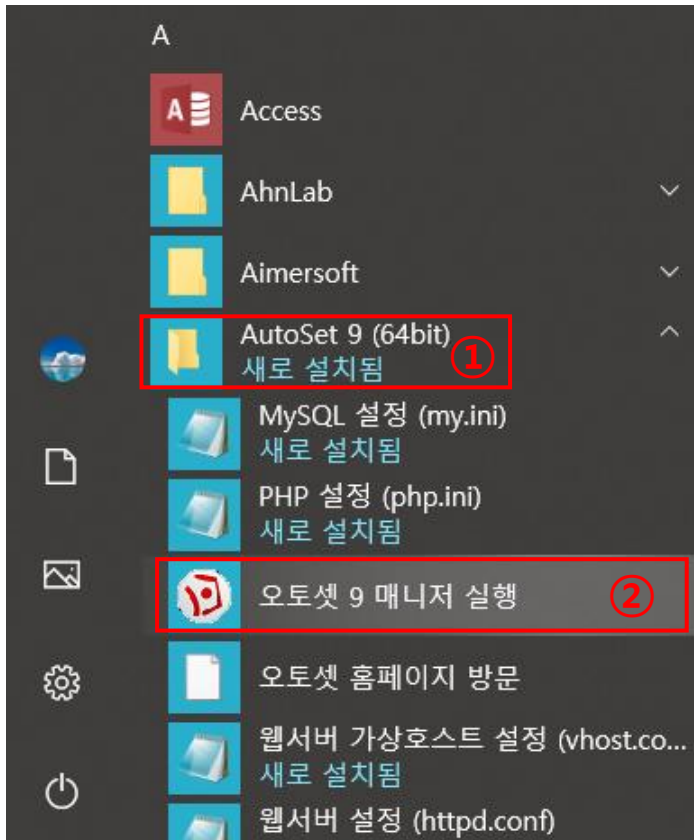 A
Access
AhnLab
Aimersoft
AutoSet 9 (64bit)
새로 설치됨
①
MySQL 설정 (my.ini)
새로 설치됨
PHP 설정 (php.ini)
새로 설치됨
오토셋 9 매니저 실행
②
오토셋 홈페이지 방문
웹서버 가상호스트 설정 (vhost.co...
새로 설치됨
웹서버 설정 (httpd.conf)